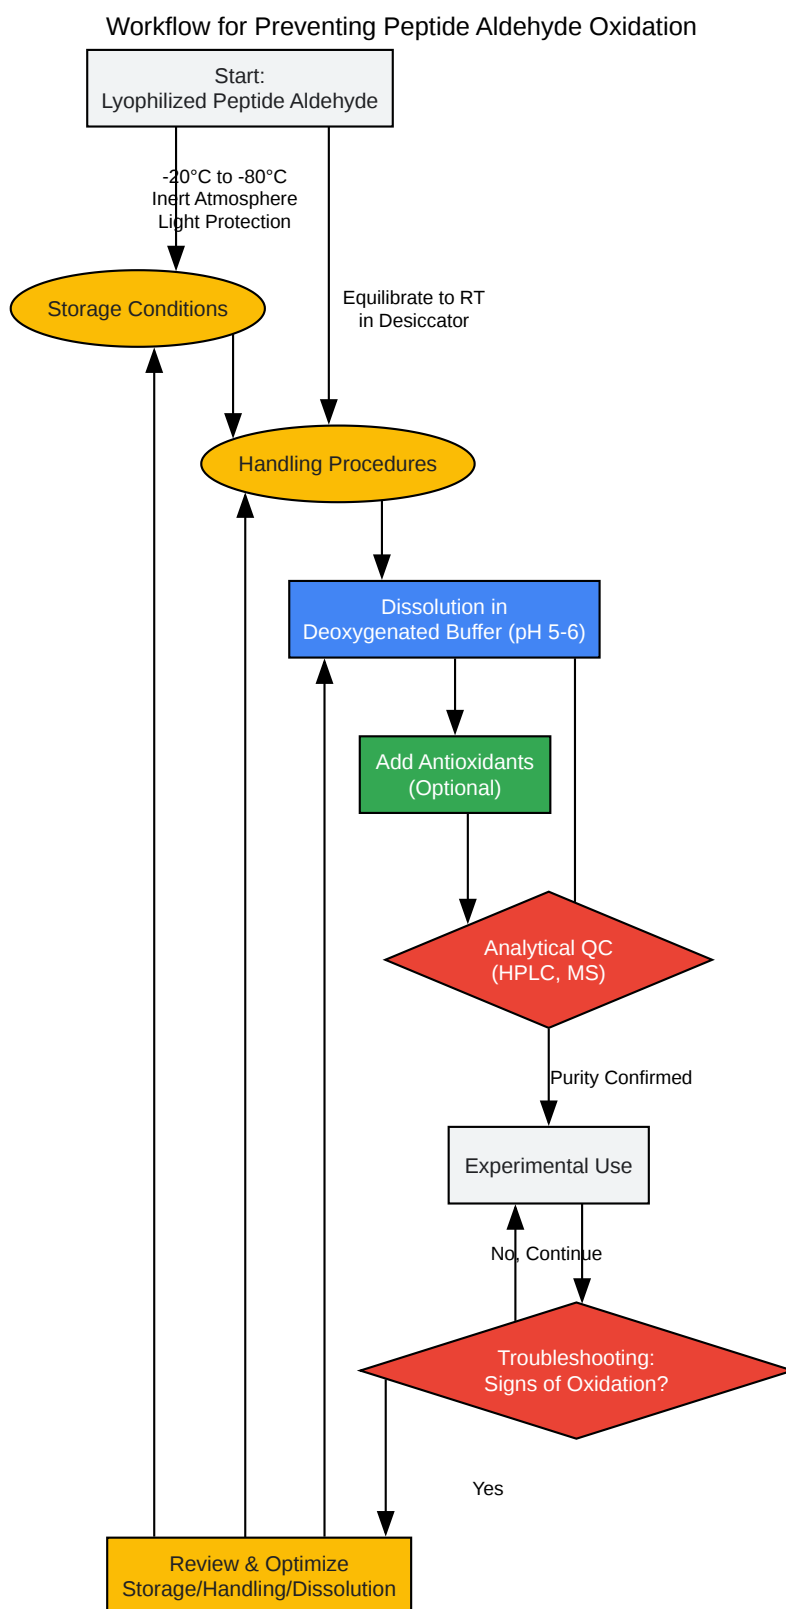 Workflow for Preventing Peptide Aldehyde Oxidation
Start:
Lyophilized Peptide Aldehyde
-20°C to -80°C
Inert Atmosphere
Light Protection
Storage Conditions
Equilibrate to RT
in Desiccator
Handling Procedures
Dissolution in
Deoxygenated Buffer (pH 5-6)
Add Antioxidants
(Optional)
Analytical QC
(HPLC, MS)
Purity Confirmed
Experimental Use
No, Continue
Troubleshooting:
Signs of Oxidation?
Yes
Review & Optimize
Storage/Handling/Dissolution